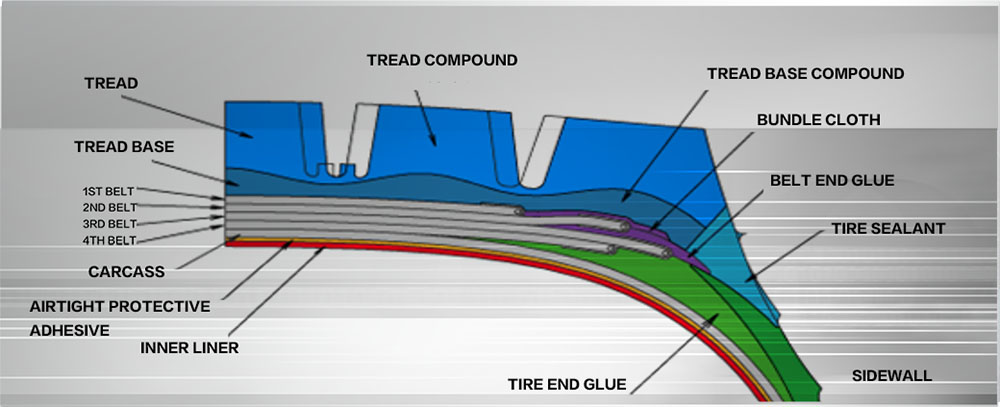 TREAD COMPOUND
TREAD
TREAD BASE COMPOUND
BUNDLE CLOTH
TREAD BASE
BELT END GLUE
1ST BELT
2ND BELT
3RD BELT
4TH BELT
TIRE SEALANT
CARCASS
AIRTIGHT PROTECTIVE
ADHESIVE
INNER LINER
SIDEWALL
TIRE END GLUE